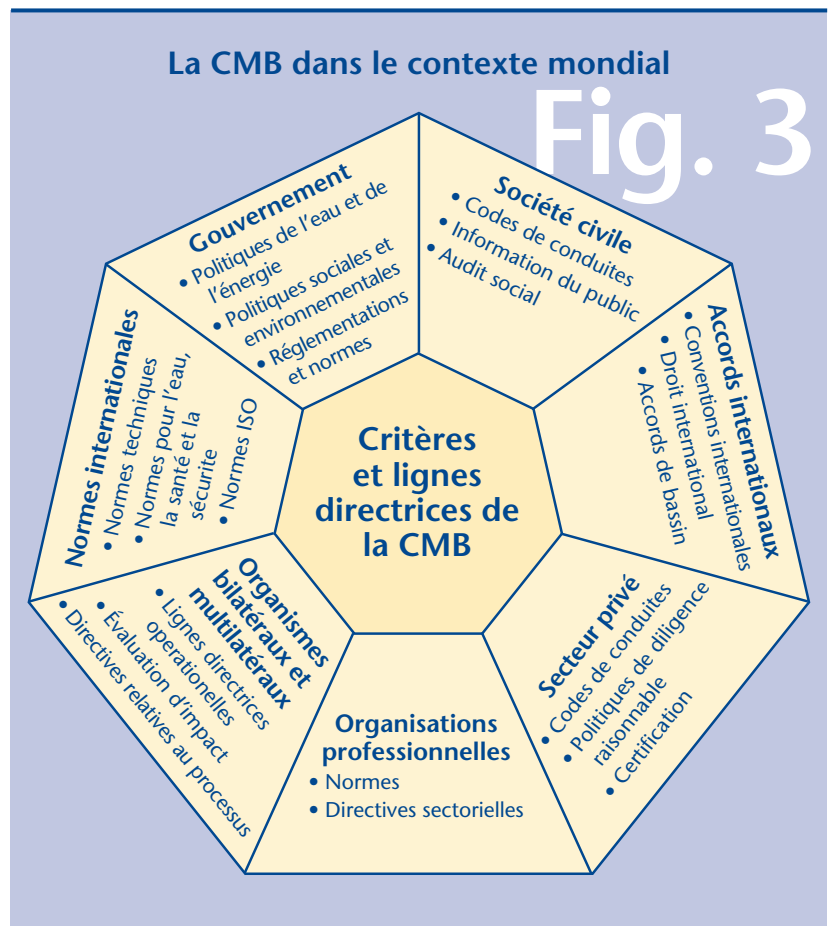 La CMB dans le contexte mondial
Fig. 3
Gouvernement
• Politiques de l'eau et de
l'énergie
• Politiques sociales et
environnementales
• Réglementations
et normes
Société civile
• Codes de conduites
• Information du public
• Audit social
Accords internationaux
• Conventions internationales
• Droit international
• Accords de bassin
Secteur privé
• Codes de conduites
• Politiques de diligence
raisonnable
• Certification
Organisations
professionnelles
• Normes
• Directives sectorielles
Organismes
bilatéraux et
multilatéraux
• Lignes directrices
operationelles
• Évaluation d'impact
• Directives relatives au processus
Normes internationales
• Normes techniques
• Normes pour l'eau,
la santé et la
sécurite
• Normes ISO
Critères
et lignes
directrices de
la CMB